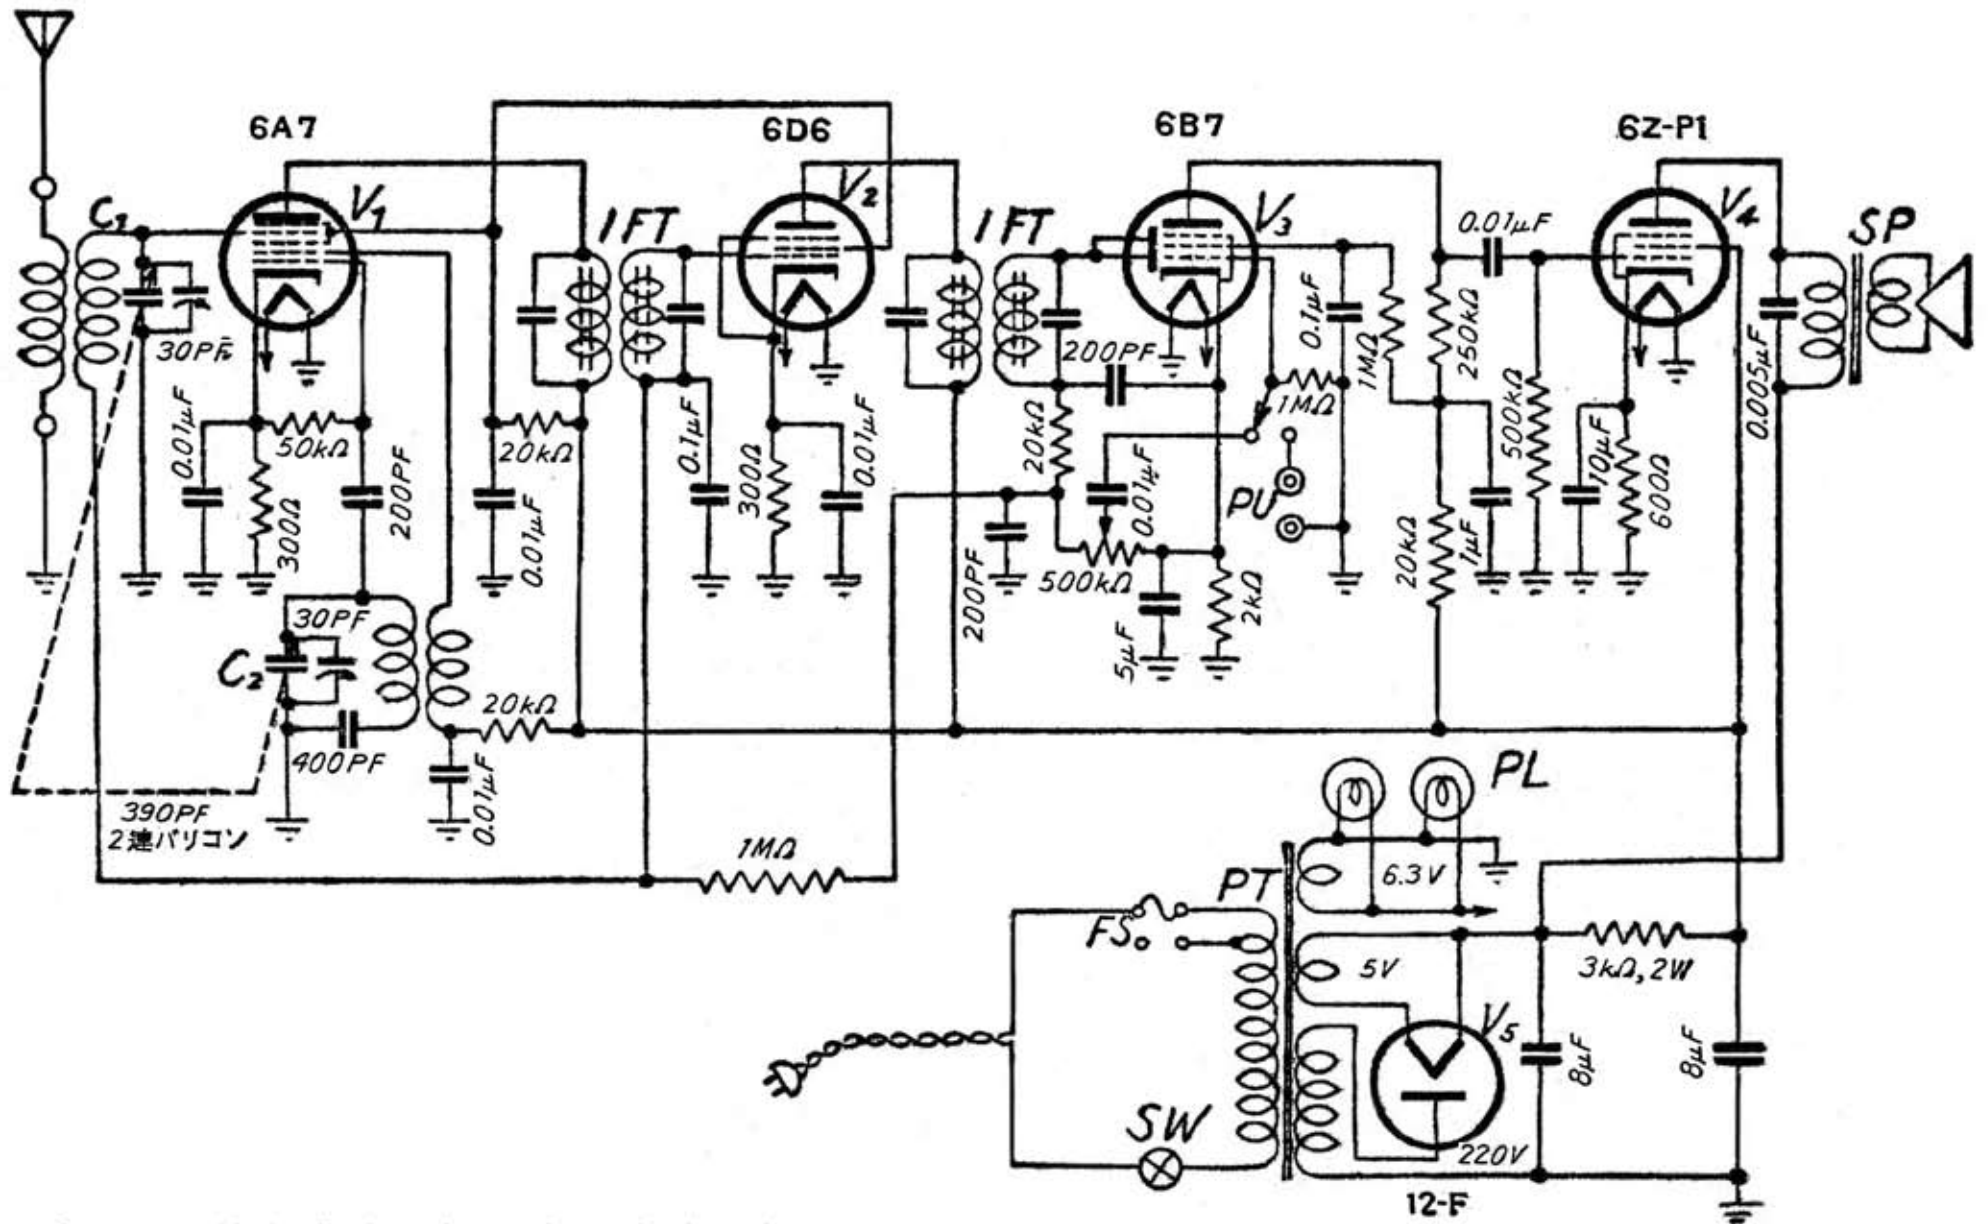 6A7
6D6
6B7
6Z-P1
V1
V2
V3
V4
C1
IFT
IFT
SP
30PF
0.01μF
50kΩ
300Ω
200PF
20kΩ
0.01μF
0.1μF
300Ω
0.01μF
200PF
20kΩ
0.01μF
PU
0.1μF
1MΩ
1MΩ
250kΩ
0.01μF
500kΩ
10μF
600Ω
0.005μF
200PF
500kΩ
5μF
2kΩ
20kΩ
1μF
30PF
C2
400PF
20kΩ
0.01μF
390PF
2連バリコン
1MΩ
PL
6.3V
PT
FS
5V
3kΩ,2W
V5
8μF
8μF
SW
220V
12-F